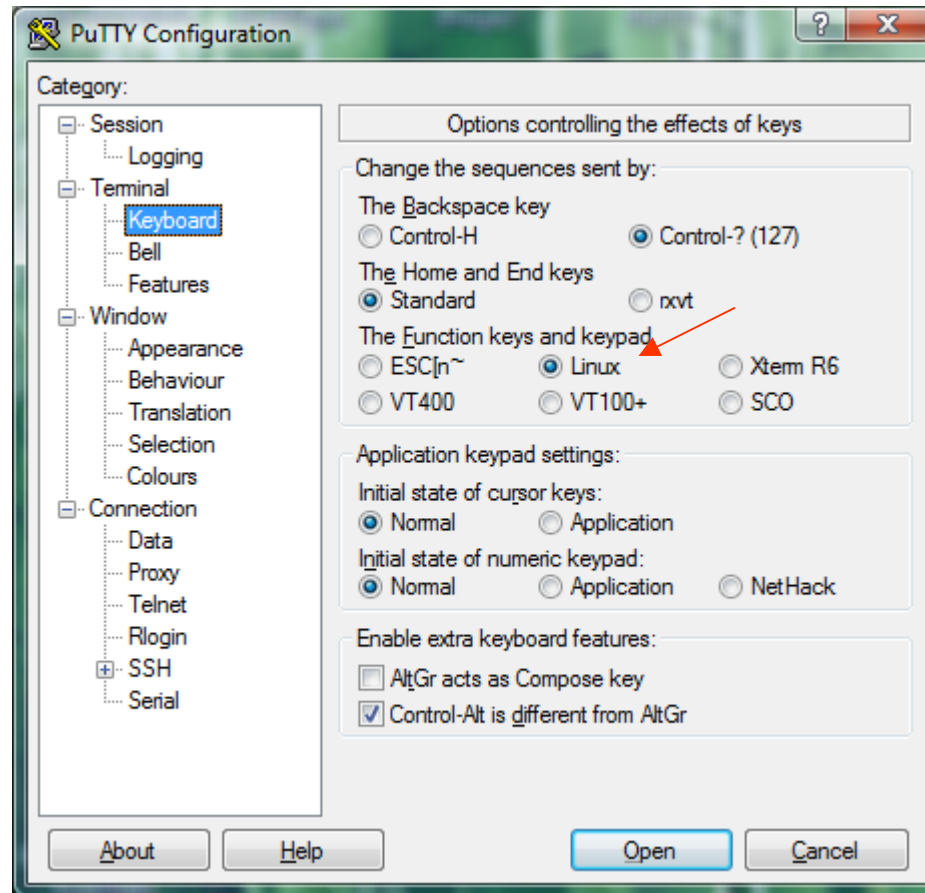 PuTTY Configuration
?
X
Category:
Session
Logging
Terminal
Keyboard
Bell
Features
Window
Appearance
Behaviour
Translation
Selection
Colours
Connection
Data
Proxy
Telnet
Rlogin
SSH
Serial
Options controlling the effects of keys
Change the sequences sent by:
The Backspace key
Control-H Control-? (127)
The Home and End keys
Standard rxvt
The Function keys and keypad
ESC[n~ Linux Xterm R6
VT400 VT100+ SCO
Application keypad settings:
Initial state of cursor keys:
Normal Application
Initial state of numeric keypad:
Normal Application NetHack
Enable extra keyboard features:
AltGr acts as Compose key
Control-Alt is different from AltGr
About Help Open Cancel